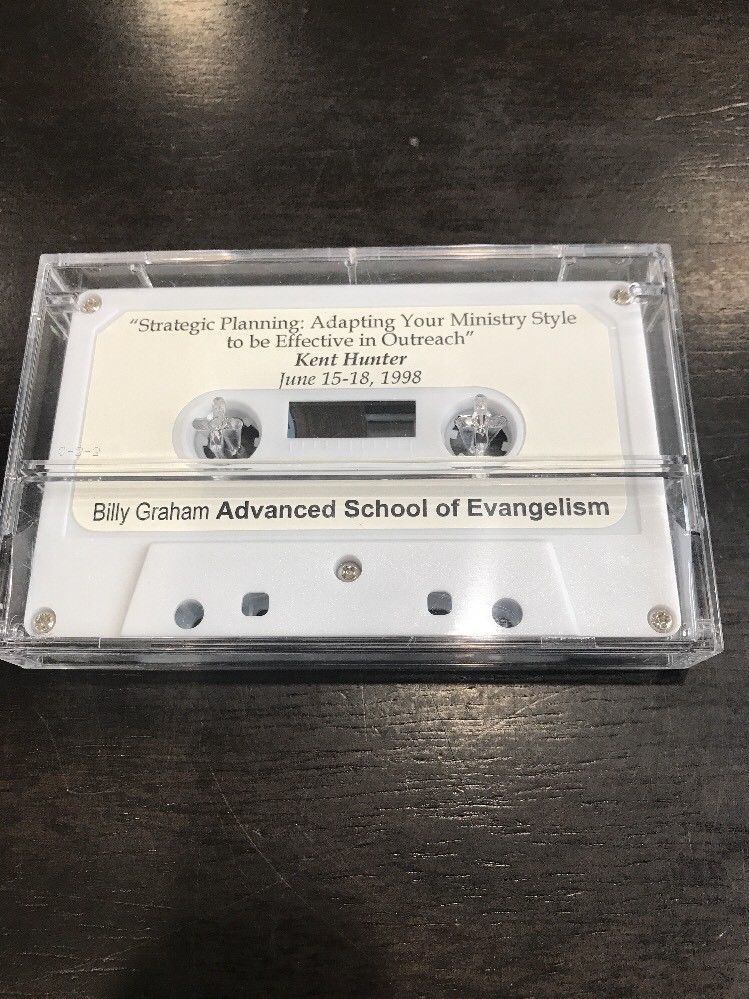 “Strategic Planning: Adapting Your Ministry Style
to be Effective in Outreach”
Kent Hunter
June 15-18, 1998
Billy Graham Advanced School of Evangelism